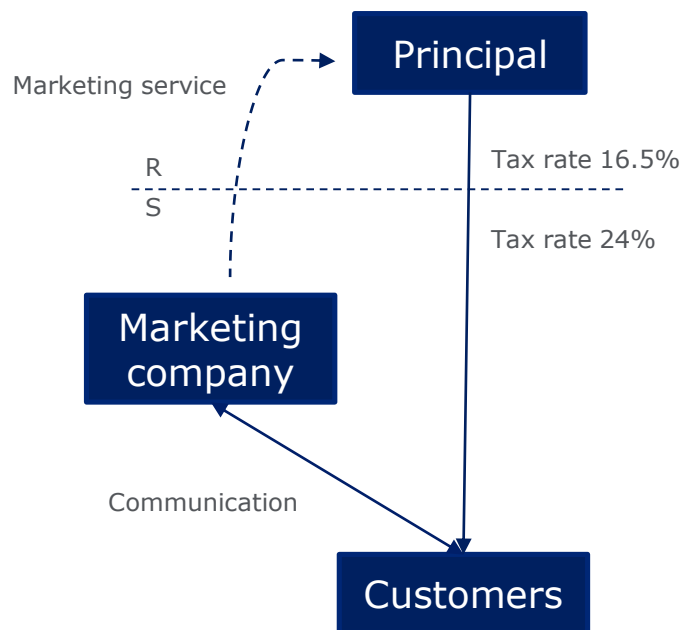 Principal
Marketing service
R
Tax rate 16.5%
S
Tax rate 24%
Marketing
company
Communication
Customers